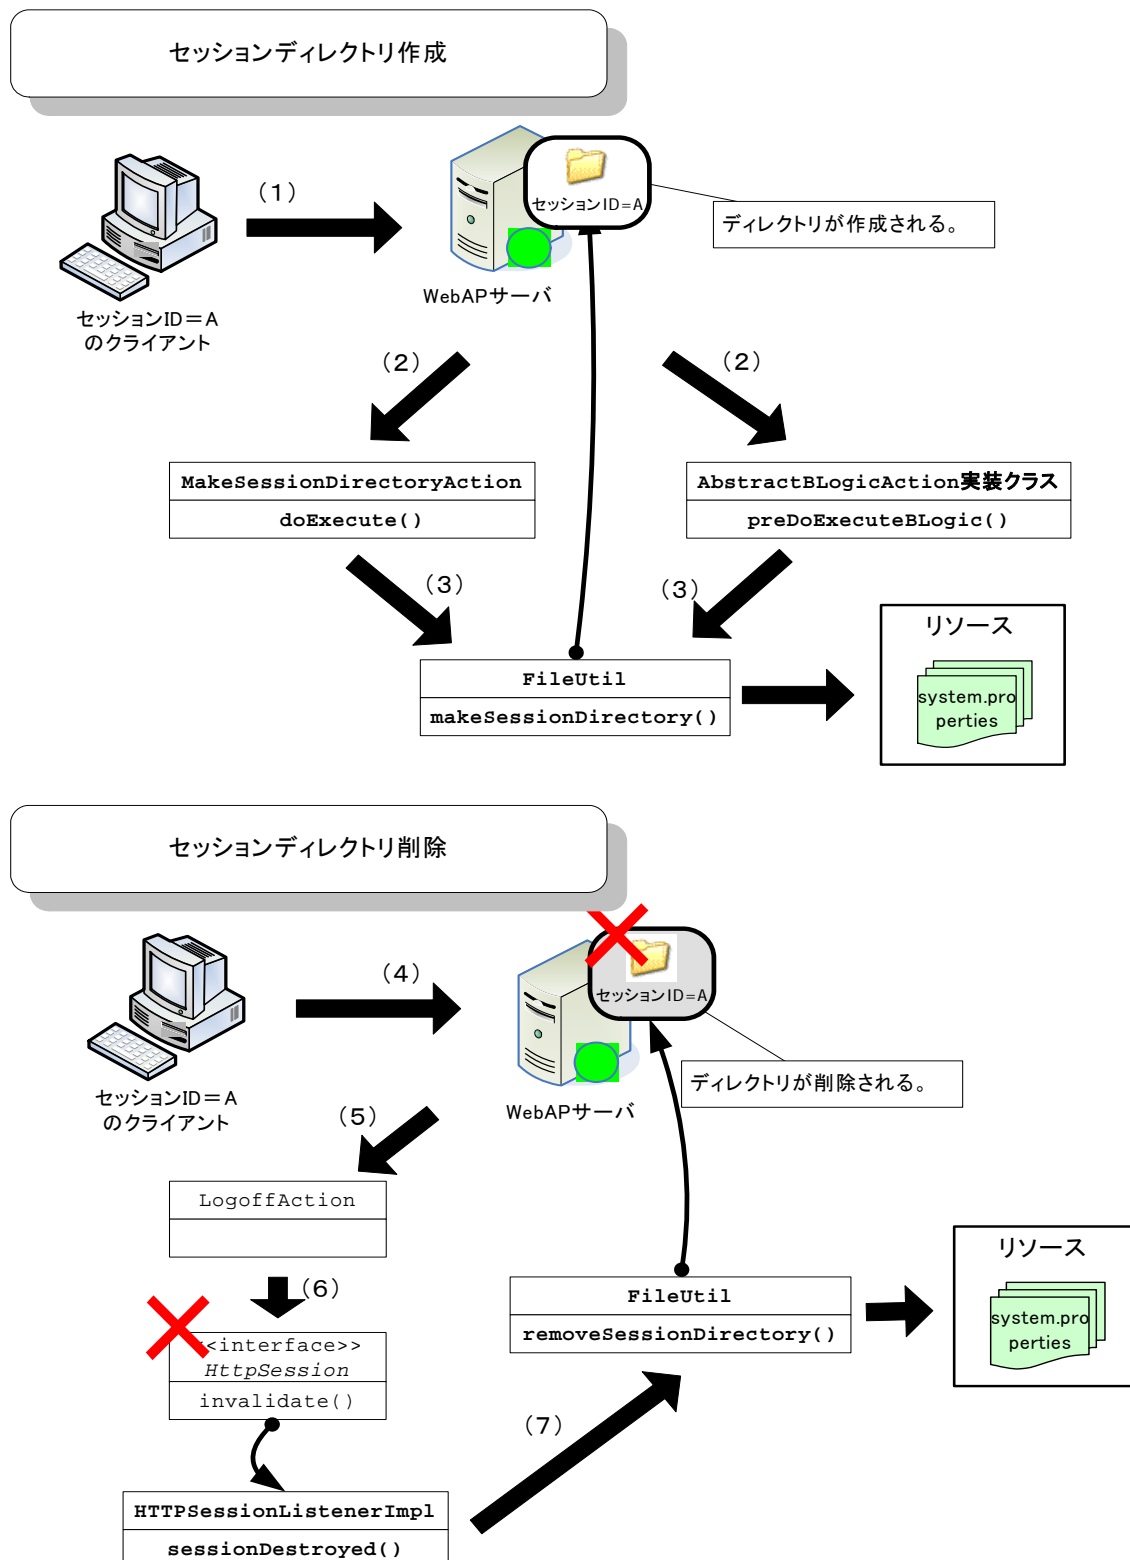 セッションディレクトリ作成
(1)
セッションID=A
ディレクトリが作成される。
WebAPサーバ
セッションID=A
のクライアント
(2)
(2)
MakeSessionDirectoryAction
doExecute()
AbstractBLogicAction実装クラス
preDoExecuteBLogic()
(3)
(3)
リソース
FileUtil
makeSessionDirectory()
system.pro
perties
セッションディレクトリ削除
(4)
セッションID=A
ディレクトリが削除される。
セッションID=A
のクライアント
WebAPサーバ
(5)
LogoffAction
リソース
(6)
FileUtil
removeSessionDirectory()
system.pro
perties
<<interface>>
HttpSession
invalidate()
(7)
HTTPSessionListenerImpl
sessionDestroyed()